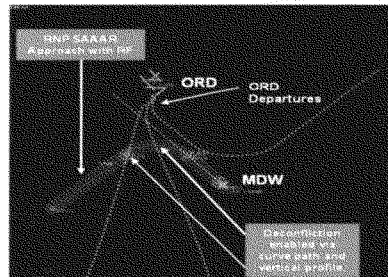 RNP SAAAR
Approach with RF
ORD
ORD
Departures
MDW
Deconfliction
enabled via
curve path and
vertical profile